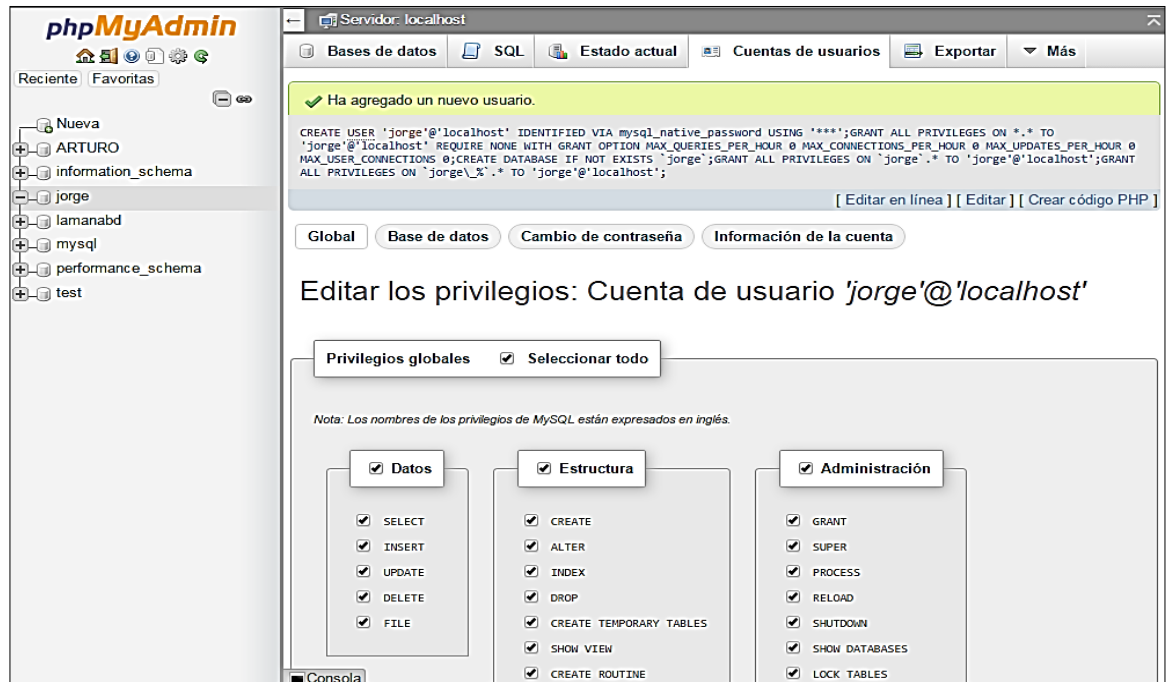 phpMyAdmin
Reciente Favoritas
Nueva
ARTURO
information_schema
jorge
lamanabd
mysql
performance_schema
test
Servidor: localhost
Bases de datos SQL Estado actual Cuentas de usuarios Exportar Más
Ha agregado un nuevo usuario.
CREATE USER 'jorge'@'localhost' IDENTIFIED VIA mysql_native_password USING '***';GRANT ALL PRIVILEGES ON *.* TO
'jorge'@'localhost' REQUIRE NONE WITH GRANT OPTION MAX_QUERIES_PER_HOUR 0 MAX_CONNECTIONS_PER_HOUR 0 MAX_UPDATES_PER_HOUR 0
MAX_USER_CONNECTIONS 0;CREATE DATABASE IF NOT EXISTS `jorge`;GRANT ALL PRIVILEGES ON `jorge`.* TO 'jorge'@'localhost';GRANT
ALL PRIVILEGES ON `jorge\_%`.* TO 'jorge'@'localhost';
[ Editar en línea ] [ Editar ] [ Crear código PHP ]
Global Base de datos Cambio de contraseña Información de la cuenta
Editar los privilegios: Cuenta de usuario 'jorge'@'localhost'
Privilegios globales Seleccionar todo
Nota: Los nombres de los privilegios de MySQL están expresados en inglés.
Datos
SELECT
INSERT
UPDATE
DELETE
FILE
Estructura
CREATE
ALTER
INDEX
DROP
CREATE TEMPORARY TABLES
SHOW VIEW
CREATE ROUTINE
Administración
GRANT
SUPER
PROCESS
RELOAD
SHUTDOWN
SHOW DATABASES
LOCK TABLES
Consola